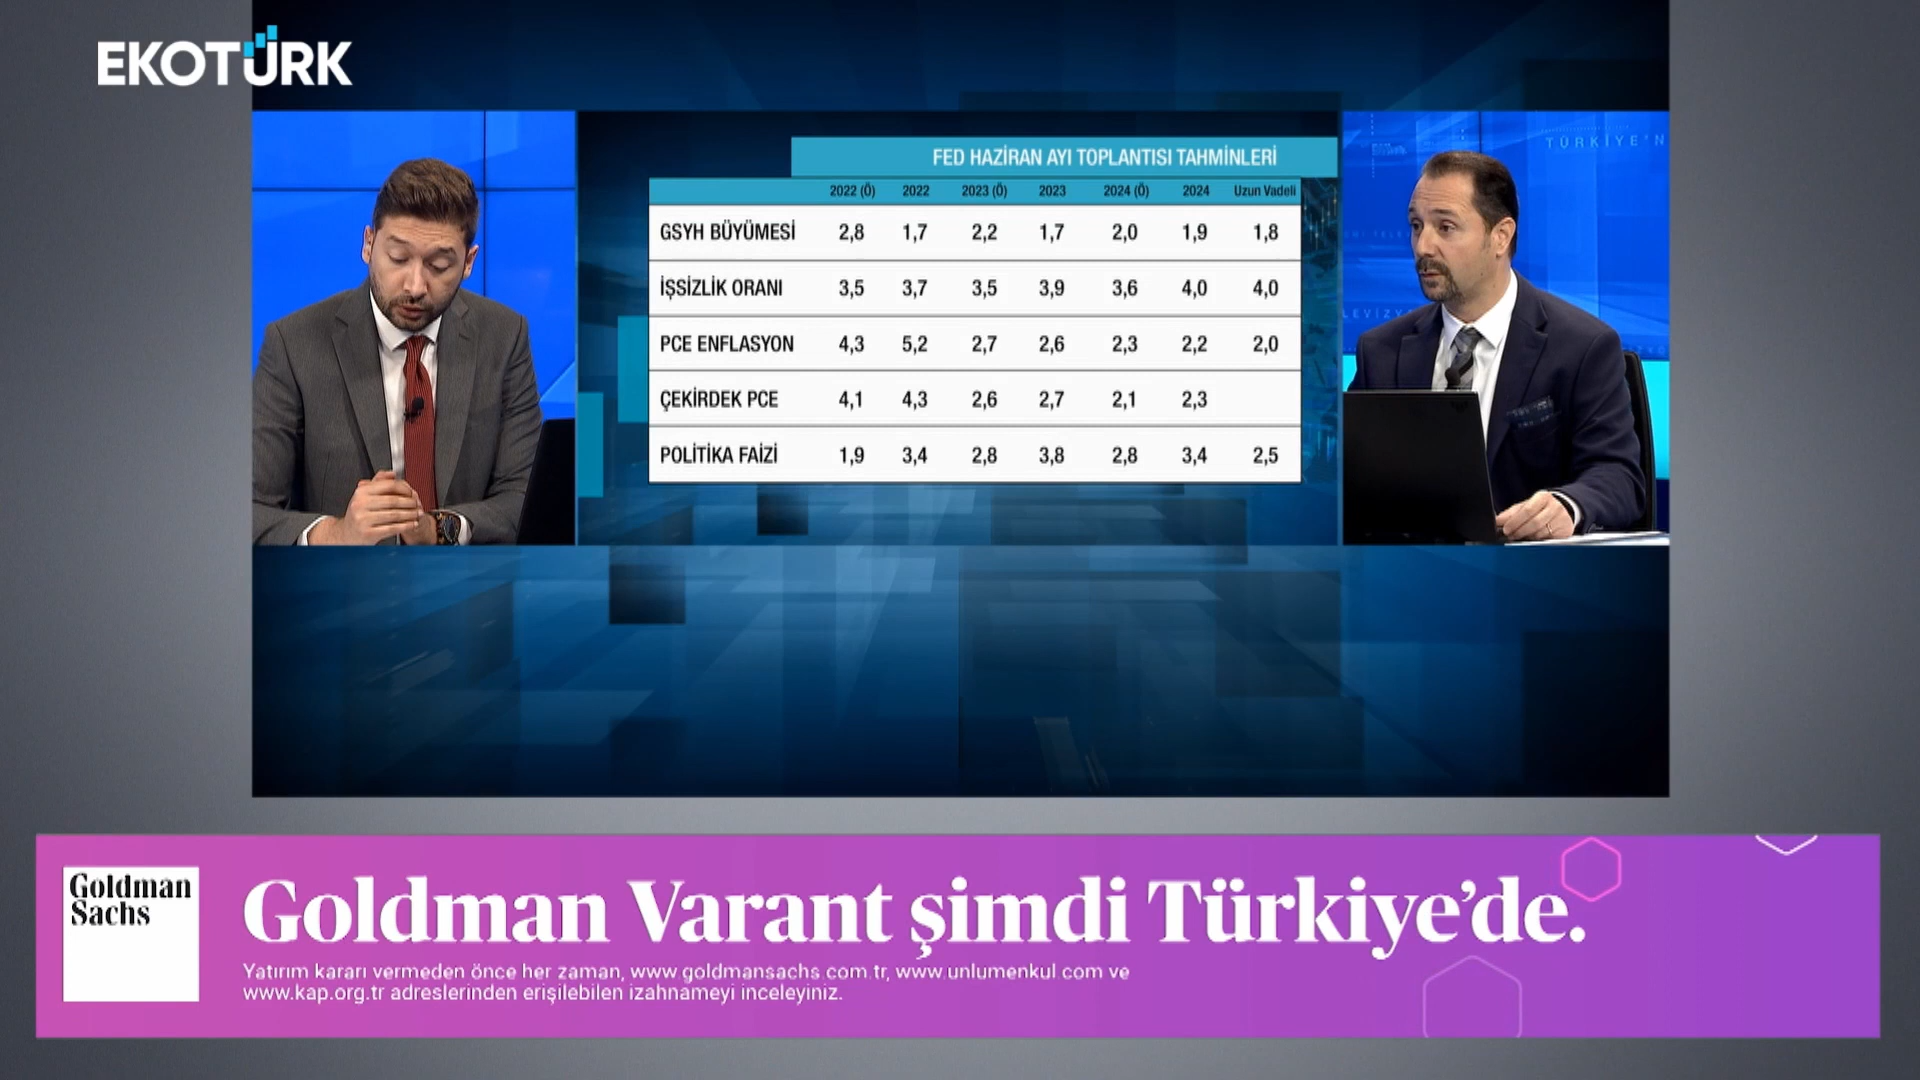 EKOTÜRK
TÜRKİYE'N
FED HAZİRAN AYI TOPLANTISI TAHMİNLERİ
2022 (Ö) 2022 2023 (Ö) 2023 2024 (Ö) 2024 Uzun Vadeli
GSYH BÜYÜMESİ 2,8 1,7 2,2 1,7 2,0 1,9 1,8
İŞSİZLİK ORANI 3,5 3,7 3,5 3,9 3,6 4,0 4,0
PCE ENFLASYON 4,3 5,2 2,7 2,6 2,3 2,2 2,0
ÇEKİRDEK PCE 4,1 4,3 2,6 2,7 2,1 2,3
POLİTİKA FAİZİ 1,9 3,4 2,8 3,8 2,8 3,4 2,5
Goldman
Sachs
Goldman Varant şimdi Türkiye'de.
Yatırım kararı vermeden önce her zaman, www.goldmansachs.com.tr, www.unlumenkul.com ve
www.kap.org.tr adreslerinden erişilebilen izahnameyi inceleyiniz.